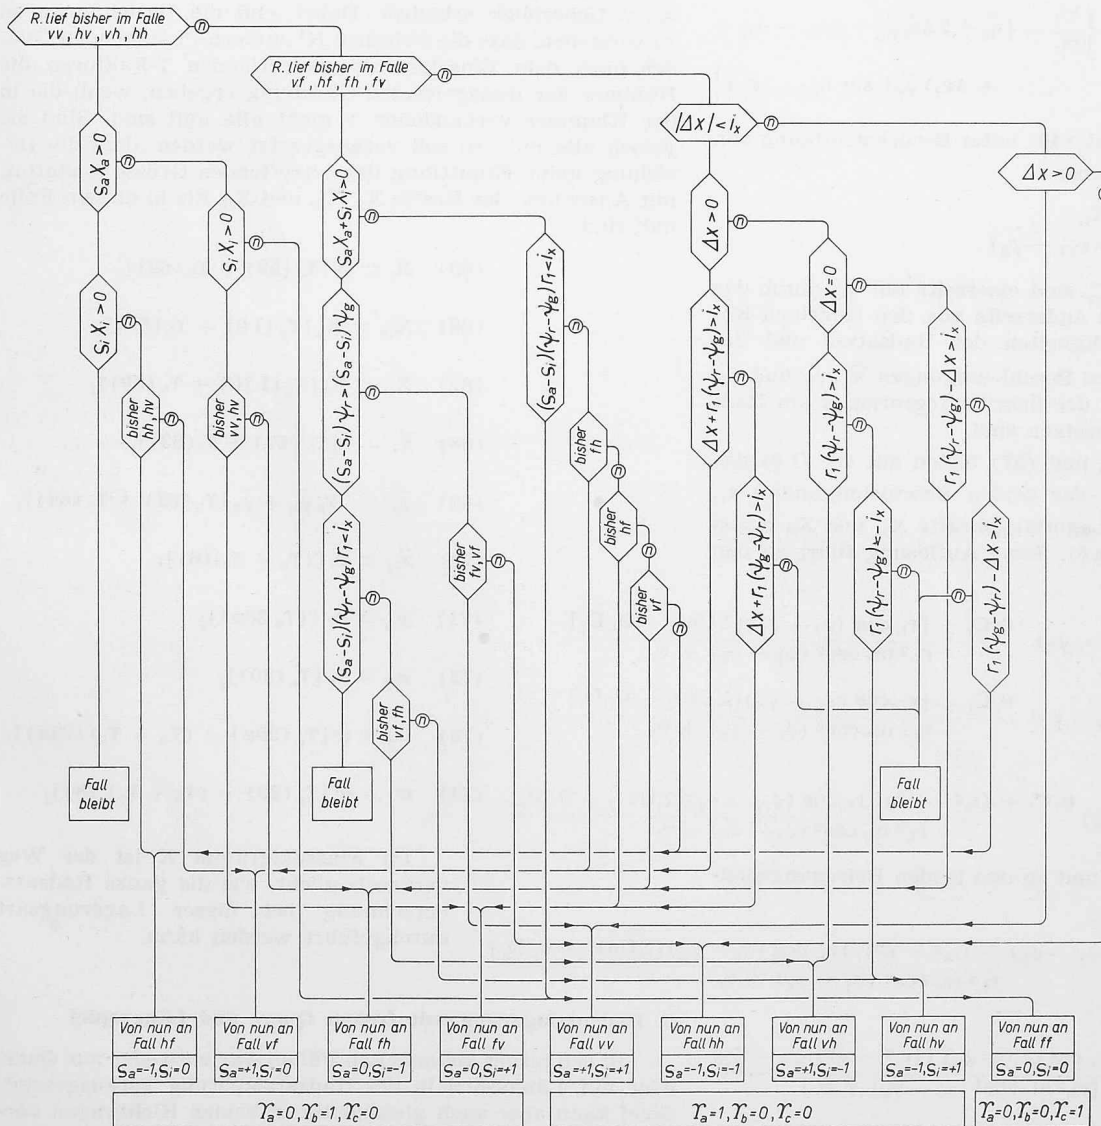 R. lief bisher im Falle
vv, hv, vh, hh
n
R. lief bisher im Falle
vf, hf, fh, fv
n
|Δx| < i_x
n
Δx > 0
n
S_a X_a > 0
n
S_i X_i > 0
n
S_i X_i > 0
n
S_a X_a + S_i X_i > 0
n
(S_a - S_i) ψ_r > (S_a - S_i) ψ_g
n
(S_a - S_i)(ψ_r - ψ_g) r_1 < i_x
n
(S_a - S_i)(ψ_r - ψ_g) r_1 < i_x
n
Δx > 0
n
Δx = 0
n
Δx + r_1 (ψ_r - ψ_g) > i_x
n
Δx + r_1 (ψ_g - ψ_r) > i_x
n
r_1 (ψ_r - ψ_g) > i_x
n
r_1 (ψ_r - ψ_g) < - i_x
n
r_1 (ψ_r - ψ_g) - Δx > i_x
n
r_1 (ψ_g - ψ_r) - Δx > i_x
n
bisher
hh, hv
n
bisher
vv, hv
n
bisher
fv, vf
n
bisher
vf, fh
n
bisher
fh
n
bisher
hf
n
bisher
vf
n
Fall
bleibt
Fall
bleibt
Fall
bleibt
Von nun an
Fall hf
S_a=-1, S_i=0
Von nun an
Fall vf
S_a=+1, S_i=0
Von nun an
Fall fh
S_a=0, S_i=-1
Von nun an
Fall fv
S_a=0, S_i=+1
Von nun an
Fall vv
S_a=+1, S_i=+1
Von nun an
Fall hh
S_a=-1, S_i=-1
Von nun an
Fall vh
S_a=+1, S_i=-1
Von nun an
Fall hv
S_a=-1, S_i=+1
Von nun an
Fall ff
S_a=0, S_i=0
ϒ_a=0, ϒ_b=1, ϒ_c=0
ϒ_a=1, ϒ_b=0, ϒ_c=0
ϒ_a=0, ϒ_b=0, ϒ_c=1